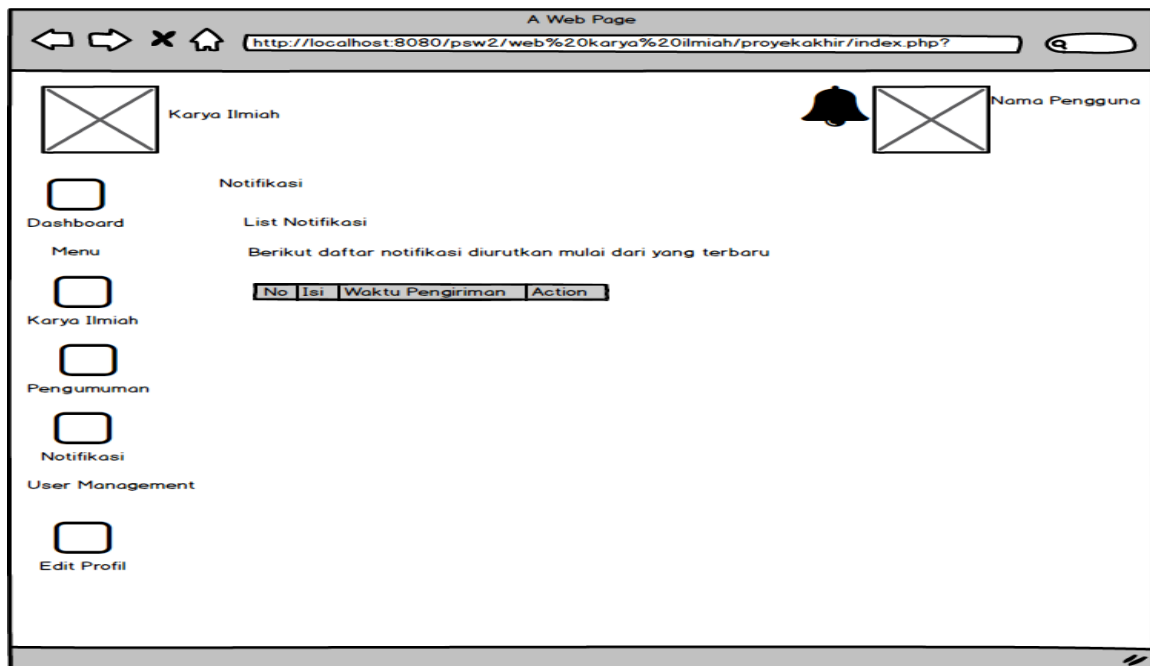 A Web Page
http://localhost:8080/psw2/web%20karya%20ilmiah/proyekakhir/index.php?
Karya Ilmiah
Nama Pengguna
Notifikasi
Dashboard
List Notifikasi
Menu
Berikut daftar notifikasi diurutkan mulai dari yang terbaru
No Isi Waktu Pengiriman Action
Karya Ilmiah
Pengumuman
Notifikasi
User Management
Edit Profil